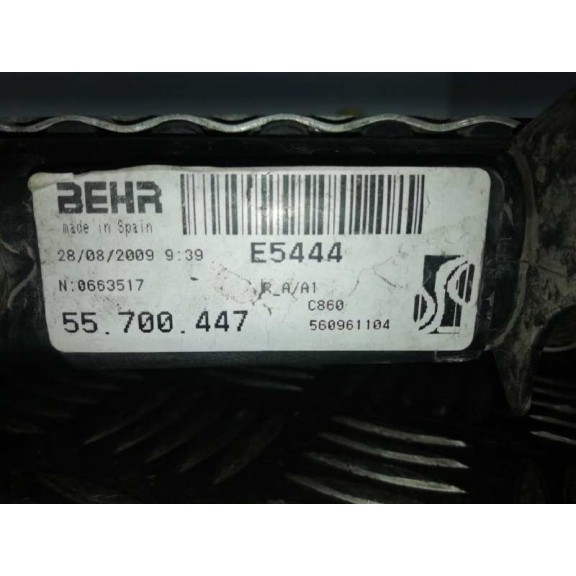 BEHR
made in Spain
28/08/2009 9:39
E5444
N:0663517
R_A/A1
C860
55.700.447
560961104